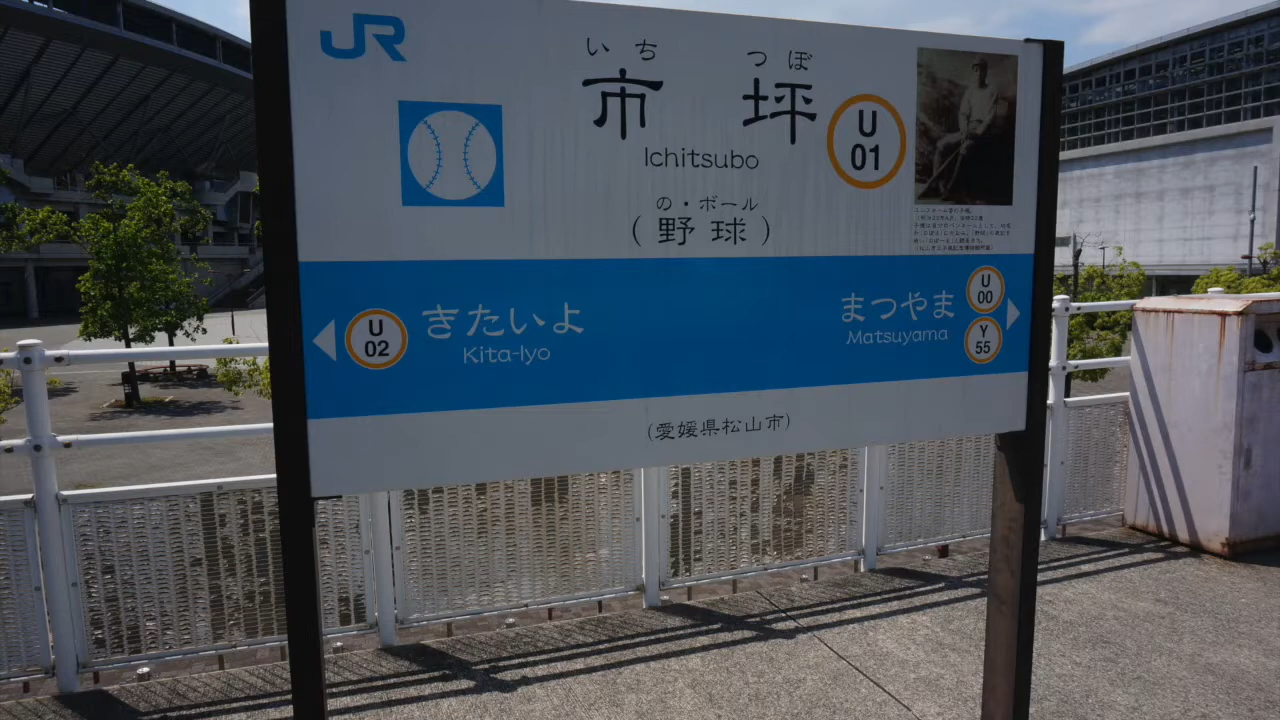 JR
いち つぼ
市 坪
Ichitsubo
U
01
の・ボール
(野球)
U
02
きたいよ
Kita-Iyo
まつやま
Matsuyama
U
00
Y
55
(愛媛県松山市)